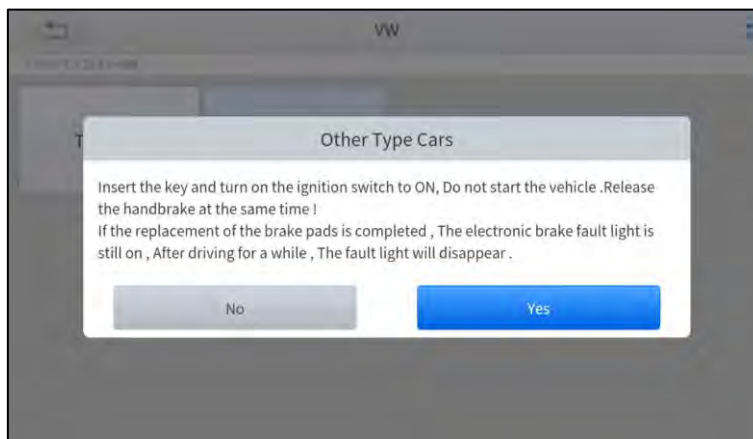 VW
Other Type Cars
Insert the key and turn on the ignition switch to ON, Do not start the vehicle .Release
the handbrake at the same time !
If the replacement of the brake pads is completed , The electronic brake fault light is
still on , After driving for a while , The fault light will disappear .
No
Yes